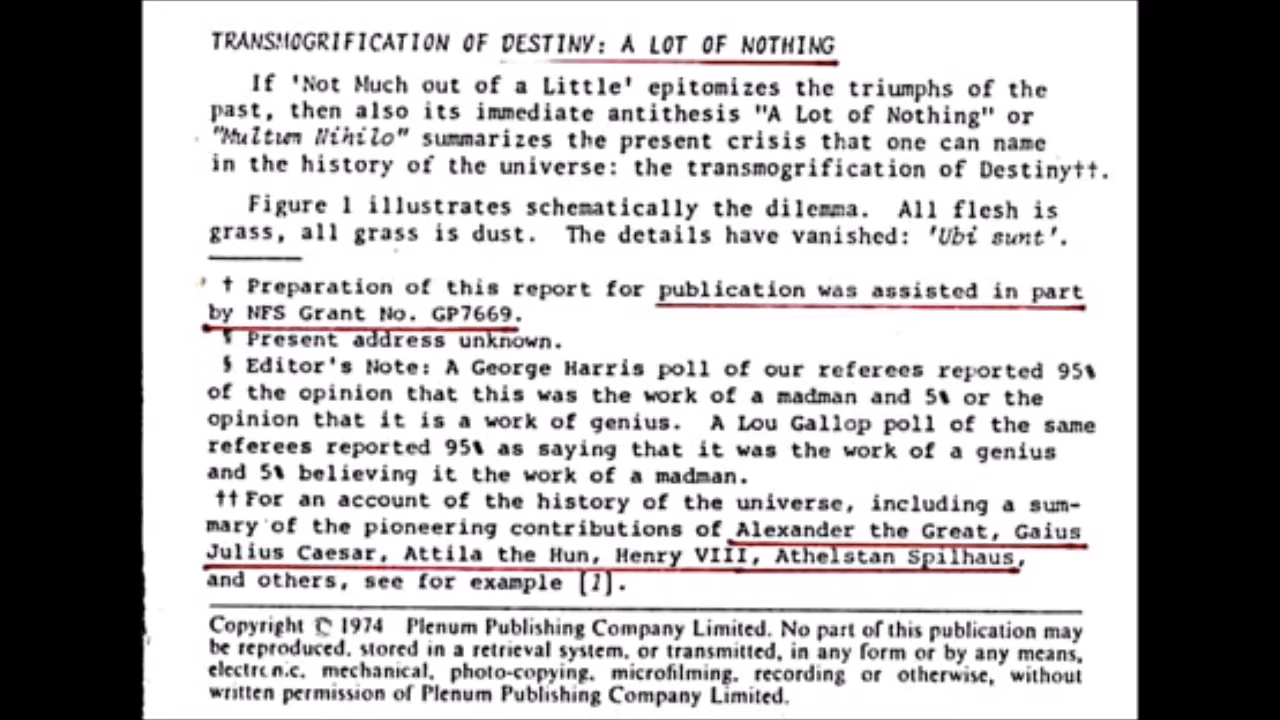 TRANSMOGRIFICATION OF DESTINY: A LOT OF NOTHING
If 'Not Much out of a Little' epitomizes the triumphs of the
past, then also its immediate antithesis "A Lot of Nothing" or
"Multum Nihilo" summarizes the present crisis that one can name
in the history of the universe: the transmogrification of Destiny††.
Figure 1 illustrates schematically the dilemma. All flesh is
grass, all grass is dust. The details have vanished: 'Ubi sunt'.
† Preparation of this report for publication was assisted in part
by NFS Grant No. GP7669.
¶ Present address unknown.
§ Editor's Note: A George Harris poll of our referees reported 95%
of the opinion that this was the work of a madman and 5% or the
opinion that it is a work of genius. A Lou Gallop poll of the same
referees reported 95% as saying that it was the work of a genius
and 5% believing it the work of a madman.
†† For an account of the history of the universe, including a sum-
mary of the pioneering contributions of Alexander the Great, Gaius
Julius Caesar, Attila the Hun, Henry VIII, Athelstan Spilhaus,
and others, see for example [1].
Copyright © 1974 Plenum Publishing Company Limited. No part of this publication may
be reproduced, stored in a retrieval system, or transmitted, in any form or by any means,
electronic, mechanical, photo-copying, microfilming, recording or otherwise, without
written permission of Plenum Publishing Company Limited.